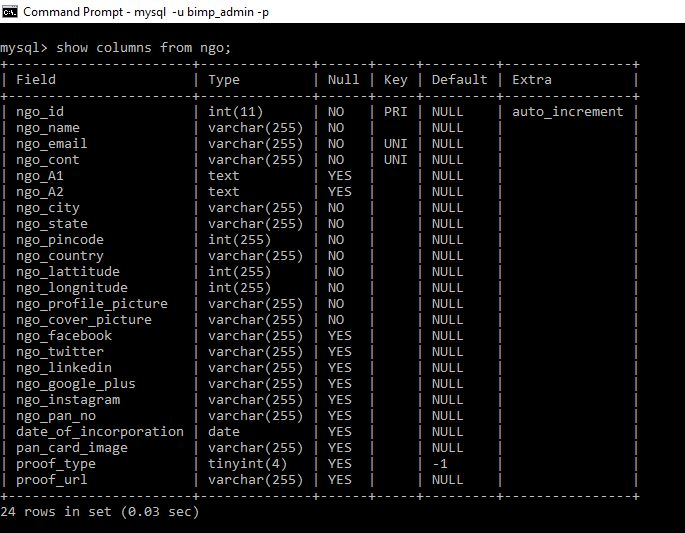 Command Prompt - mysql -u bimp_admin -p
mysql> show columns from ngo;
+----------------------+--------------+------+-----+---------+----------------+
| Field                | Type         | Null | Key | Default | Extra          |
+----------------------+--------------+------+-----+---------+----------------+
| ngo_id               | int(11)      | NO   | PRI | NULL    | auto_increment |
| ngo_name             | varchar(255) | NO   |     | NULL    |                |
| ngo_email            | varchar(255) | NO   | UNI | NULL    |                |
| ngo_cont             | varchar(255) | NO   | UNI | NULL    |                |
| ngo_A1               | text         | YES  |     | NULL    |                |
| ngo_A2               | text         | YES  |     | NULL    |                |
| ngo_city             | varchar(255) | NO   |     | NULL    |                |
| ngo_state            | varchar(255) | NO   |     | NULL    |                |
| ngo_pincode          | int(255)     | NO   |     | NULL    |                |
| ngo_country          | varchar(255) | NO   |     | NULL    |                |
| ngo_lattitude        | int(255)     | NO   |     | NULL    |                |
| ngo_longnitude       | int(255)     | NO   |     | NULL    |                |
| ngo_profile_picture  | varchar(255) | NO   |     | NULL    |                |
| ngo_cover_picture    | varchar(255) | NO   |     | NULL    |                |
| ngo_facebook         | varchar(255) | YES  |     | NULL    |                |
| ngo_twitter          | varchar(255) | YES  |     | NULL    |                |
| ngo_linkedin         | varchar(255) | YES  |     | NULL    |                |
| ngo_google_plus      | varchar(255) | YES  |     | NULL    |                |
| ngo_instagram        | varchar(255) | YES  |     | NULL    |                |
| ngo_pan_no           | varchar(255) | YES  |     | NULL    |                |
| date_of_incorporation | date         | YES  |     | NULL    |                |
| pan_card_image       | varchar(255) | YES  |     | NULL    |                |
| proof_type           | tinyint(4)   | YES  |     | -1      |                |
| proof_url            | varchar(255) | YES  |     | NULL    |                |
+----------------------+--------------+------+-----+---------+----------------+
24 rows in set (0.03 sec)